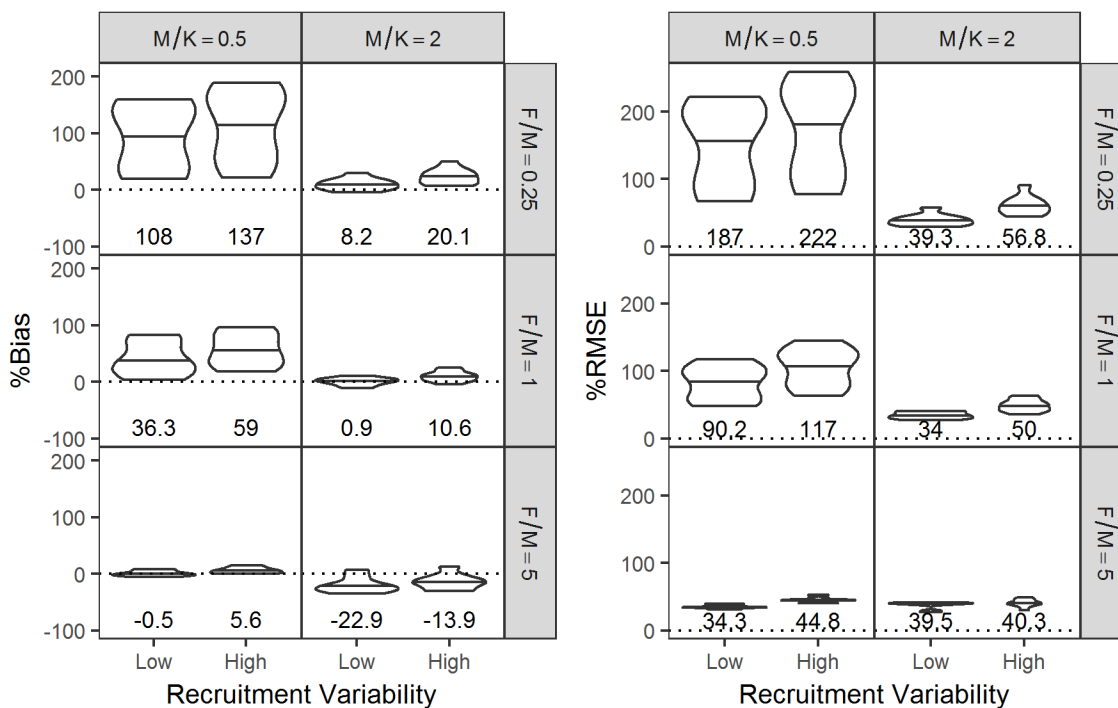 M/K = 0.5 M/K = 2
200
100
0
-100
108 137 8.2 20.1
F/M = 0.25
%Bias
200
100
0
-100
36.3 59 0.9 10.6
F/M = 1
200
100
0
-100
-0.5 5.6 -22.9 -13.9
F/M = 5
Low High Low High
Recruitment Variability
M/K = 0.5 M/K = 2
200
100
0
187 222 39.3 56.8
F/M = 0.25
%RMSE
200
100
0
90.2 117 34 50
F/M = 1
200
100
0
34.3 44.8 39.5 40.3
F/M = 5
Low High Low High
Recruitment Variability